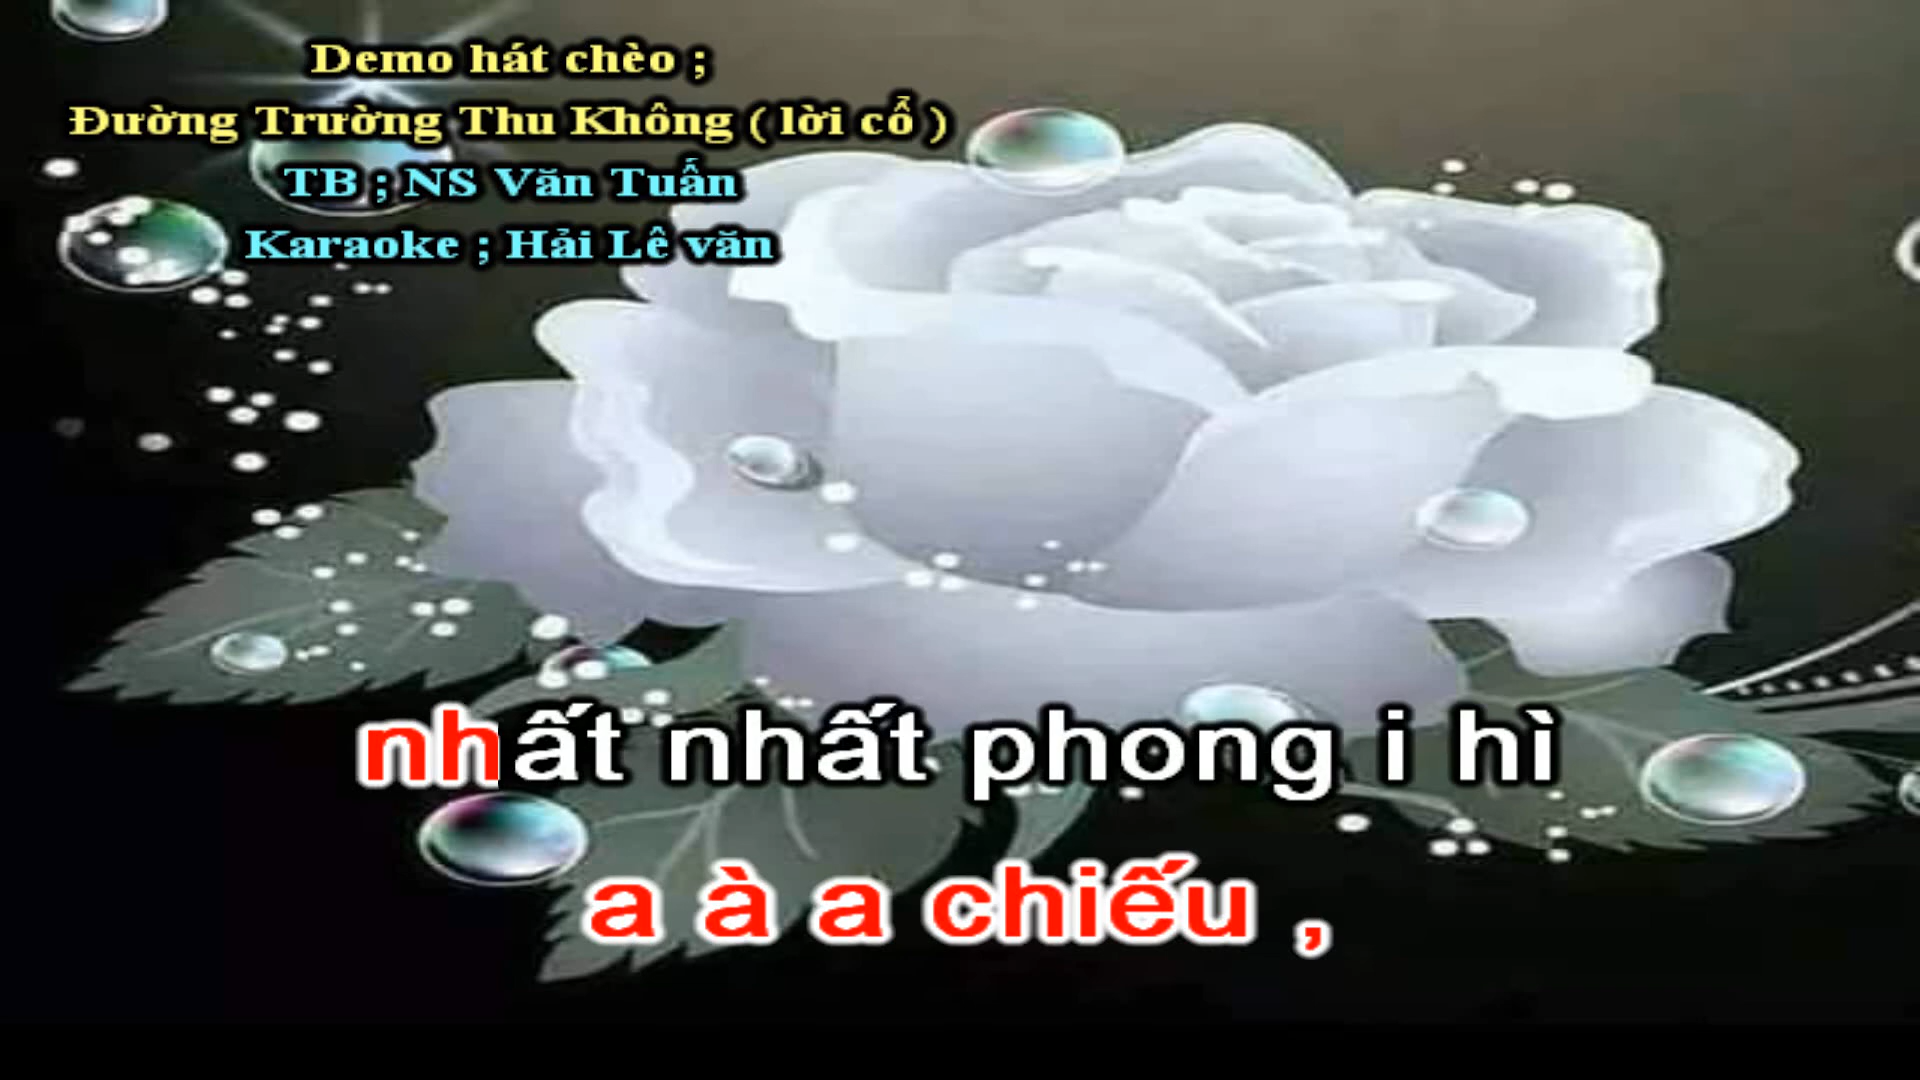 Demo hát chèo ;
Đường Trường Thu Không ( lời cổ )
TB ; NS Văn Tuấn
Karaoke ; Hải Lê văn
nhất nhất phong i hì
a à a chiếu ,